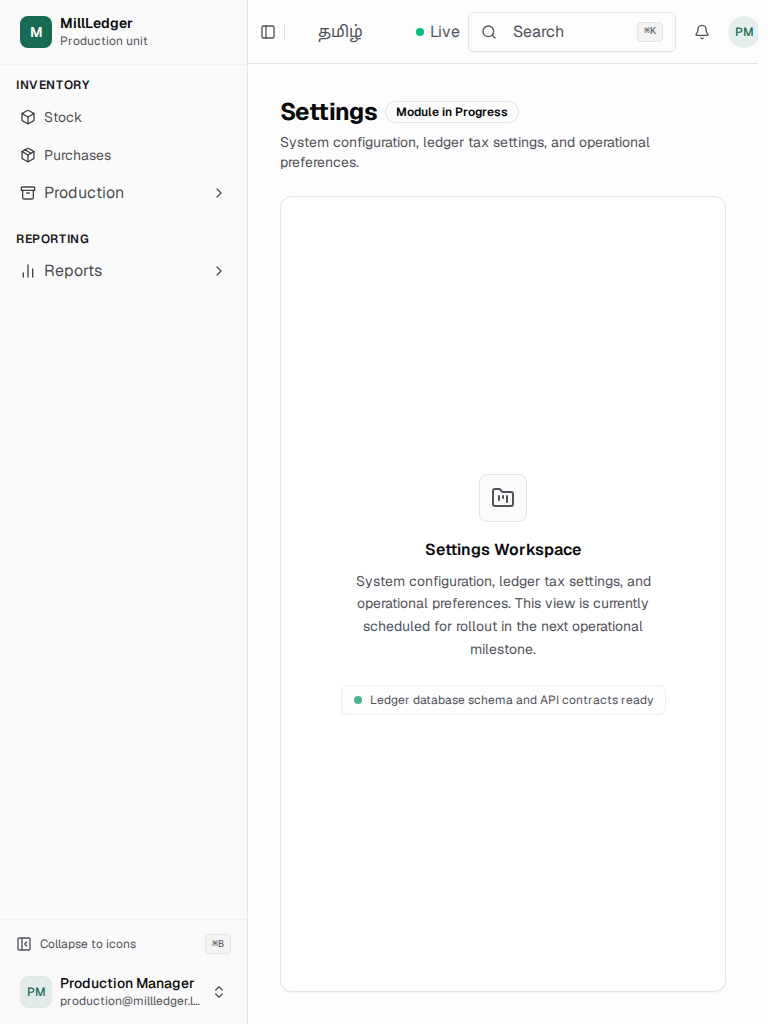 M
MillLedger
Production unit
INVENTORY
Stock
Purchases
Production
REPORTING
Reports
Collapse to icons
⌘B
PM
Production Manager
production@millledger.l…
தமிழ்
Live
Search
⌘K
PM
Settings
Module in Progress
System configuration, ledger tax settings, and operational
preferences.
Settings Workspace
System configuration, ledger tax settings, and
operational preferences. This view is currently
scheduled for rollout in the next operational
milestone.
Ledger database schema and API contracts ready